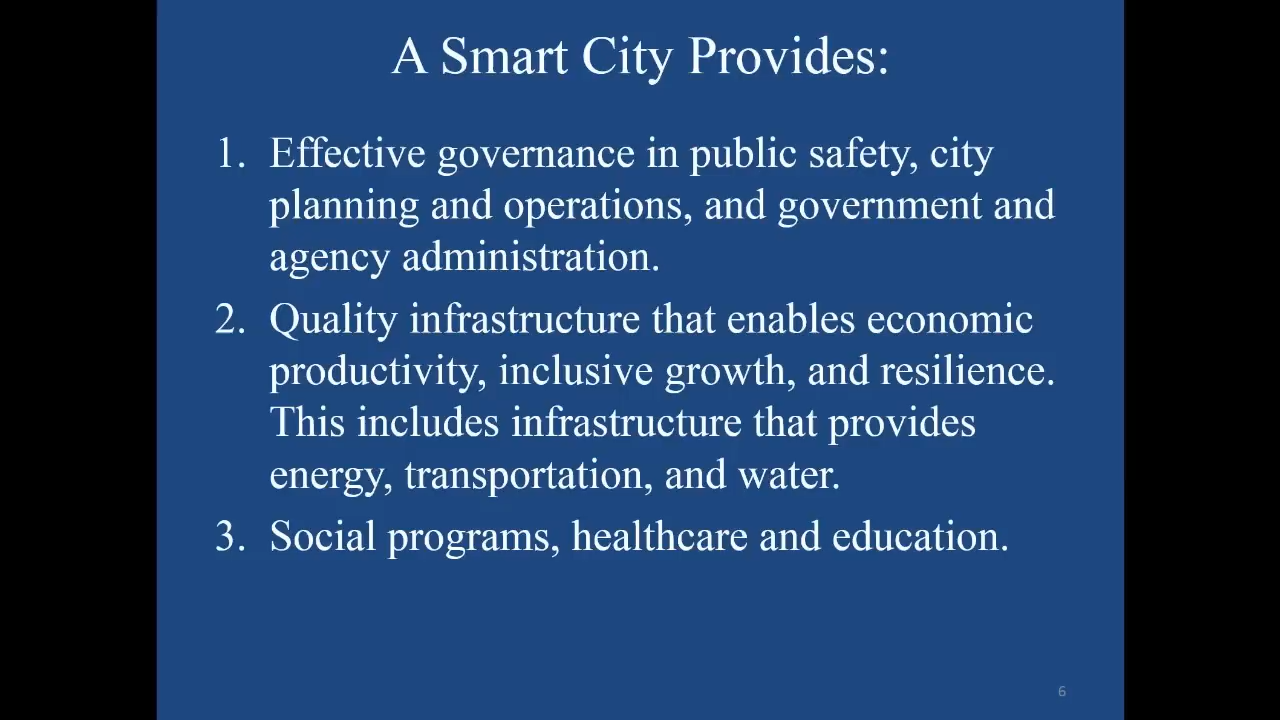 A Smart City Provides:
1. Effective governance in public safety, city
planning and operations, and government and
agency administration.
2. Quality infrastructure that enables economic
productivity, inclusive growth, and resilience.
This includes infrastructure that provides
energy, transportation, and water.
3. Social programs, healthcare and education.
6